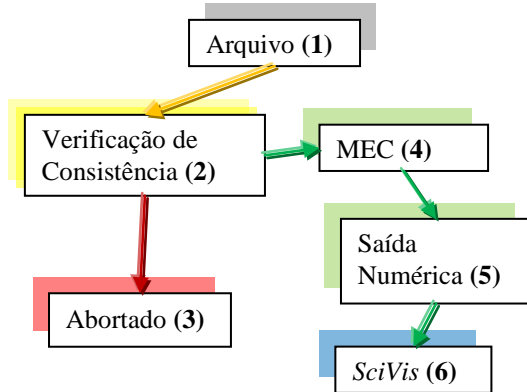 Arquivo (1)
Verificação de
Consistência (2)
MEC (4)
Saída
Numérica (5)
Abortado (3)
SciVis (6)